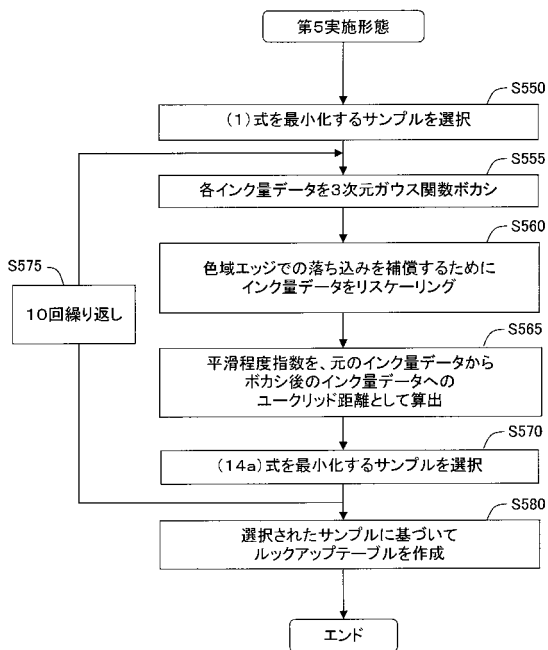 第5実施形態
S550
(1)式を最小化するサンプルを選択
S555
各インク量データを3次元ガウス関数ボカシ
S560
色域エッジでの落ち込みを補償するために
インク量データをリスケーリング
S575
10回繰り返し
S565
平滑程度指数を、元のインク量データから
ボカシ後のインク量データへの
ユークリッド距離として算出
S570
(14a)式を最小化するサンプルを選択
S580
選択されたサンプルに基づいて
ルックアップテーブルを作成
エンド